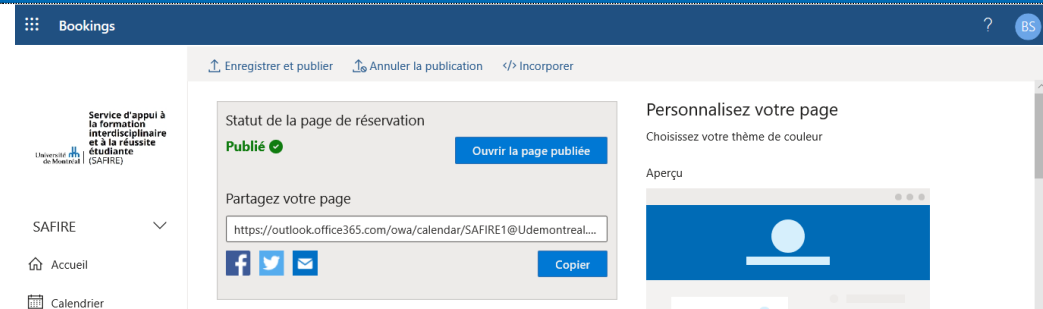 Bookings
?
BS
Enregistrer et publier
Annuler la publication
</> Incorporer
Service d'appui à
la formation
interdisciplinaire
et à la réussite
étudiante
(SAFIRE)
Université
de Montréal
SAFIRE
Accueil
Calendrier
Statut de la page de réservation
Publié
Ouvrir la page publiée
Partagez votre page
https://outlook.office365.com/owa/calendar/SAFIRE1@Udemontreal....
Copier
Personnalisez votre page
Choisissez votre thème de couleur
Aperçu